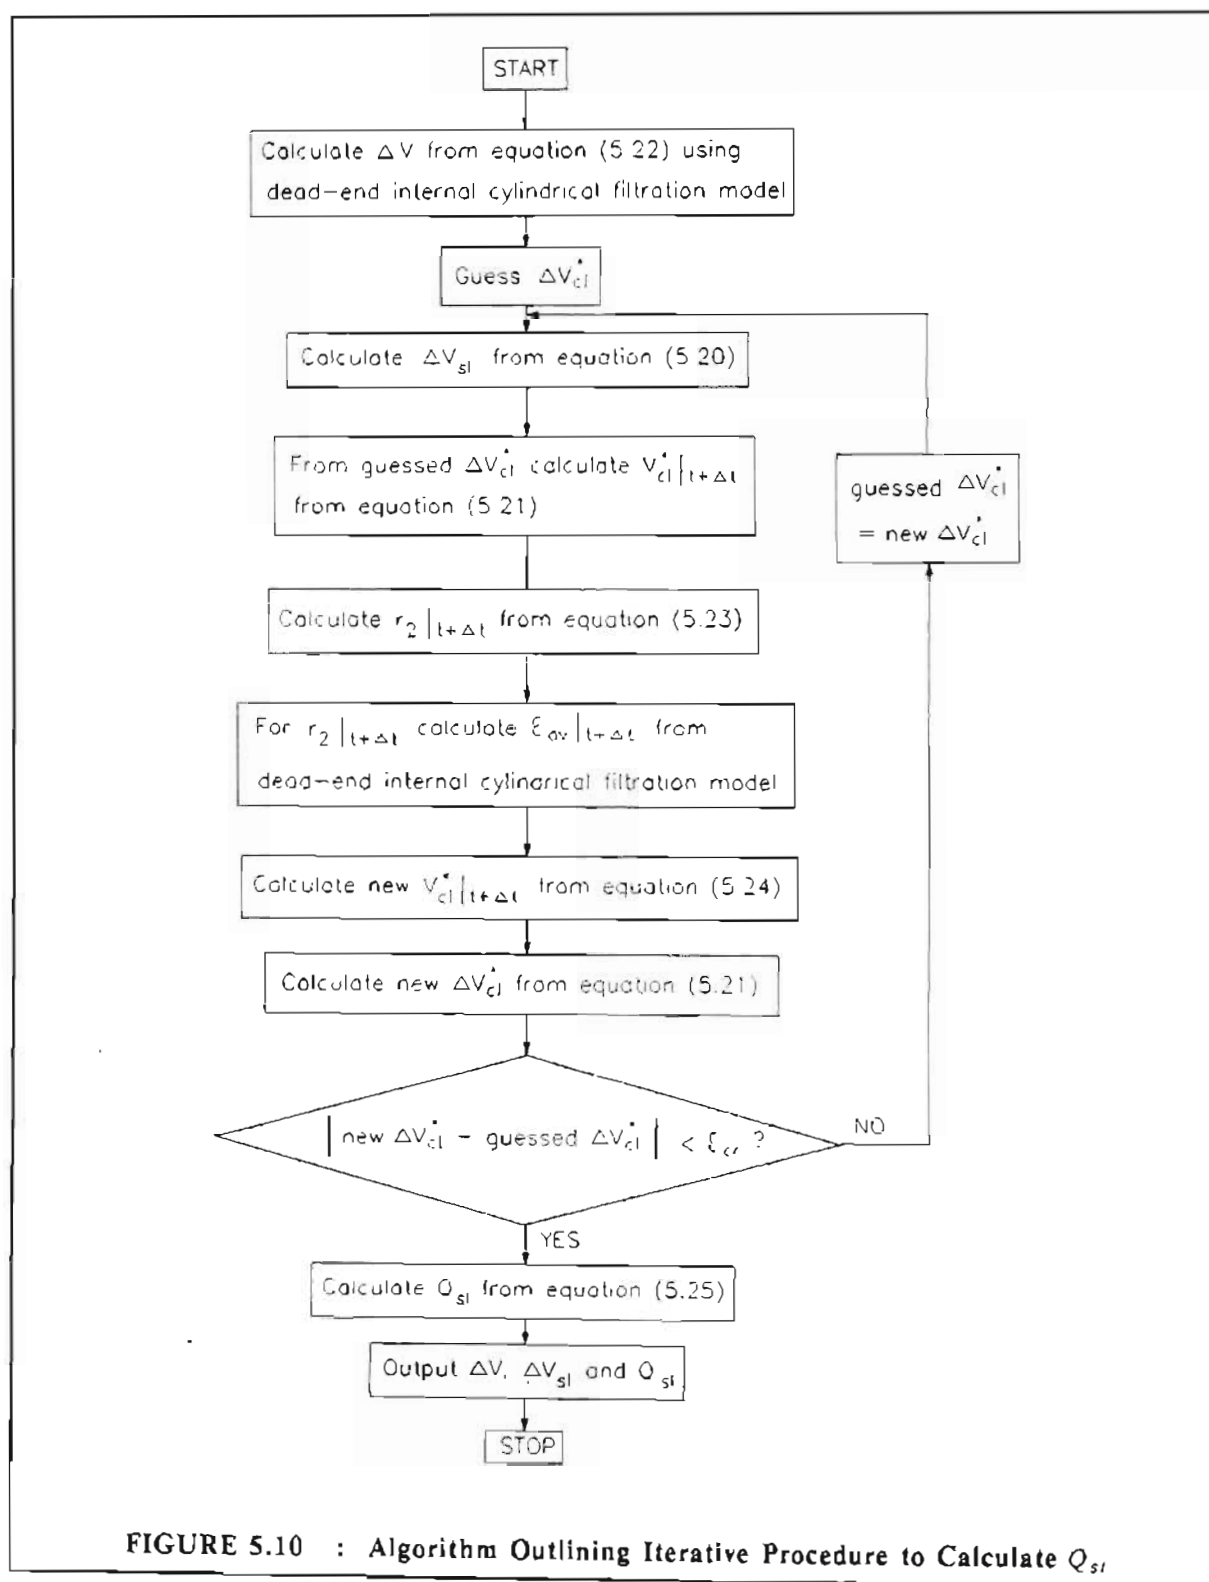 START
Calculate ΔV from equation (5.22) using
dead-end internal cylindrical filtration model
Guess ΔV*cl
Calculate ΔVsl from equation (5.20)
From guessed ΔV*cl calculate V*cl|t+Δt
from equation (5.21)
Calculate r2|t+Δt from equation (5.23)
For r2|t+Δt calculate εav|t+Δt from
dead-end internal cylindrical filtration model
Calculate new V*cl|t+Δt from equation (5.24)
Calculate new ΔV*cl from equation (5.21)
|new ΔV*cl - guessed ΔV*cl| < εcr ?
NO
guessed ΔV*cl
= new ΔV*cl
YES
Calculate Qsl from equation (5.25)
Output ΔV, ΔVsl and Qsl
STOP
FIGURE 5.10 : Algorithm Outlining Iterative Procedure to Calculate Qsl